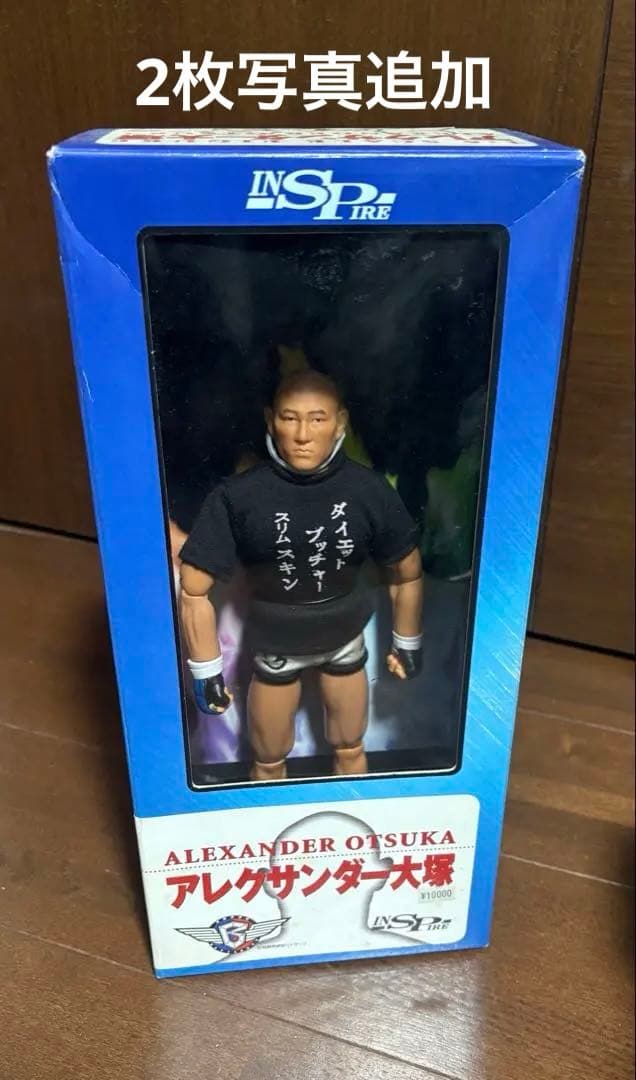 2枚写真追加
INSPIRE
ダイエット
ブッチャー
スリムスキン
ALEXANDER OTSUKA
アレクサンダー大塚
¥10000
B
INSPIRE